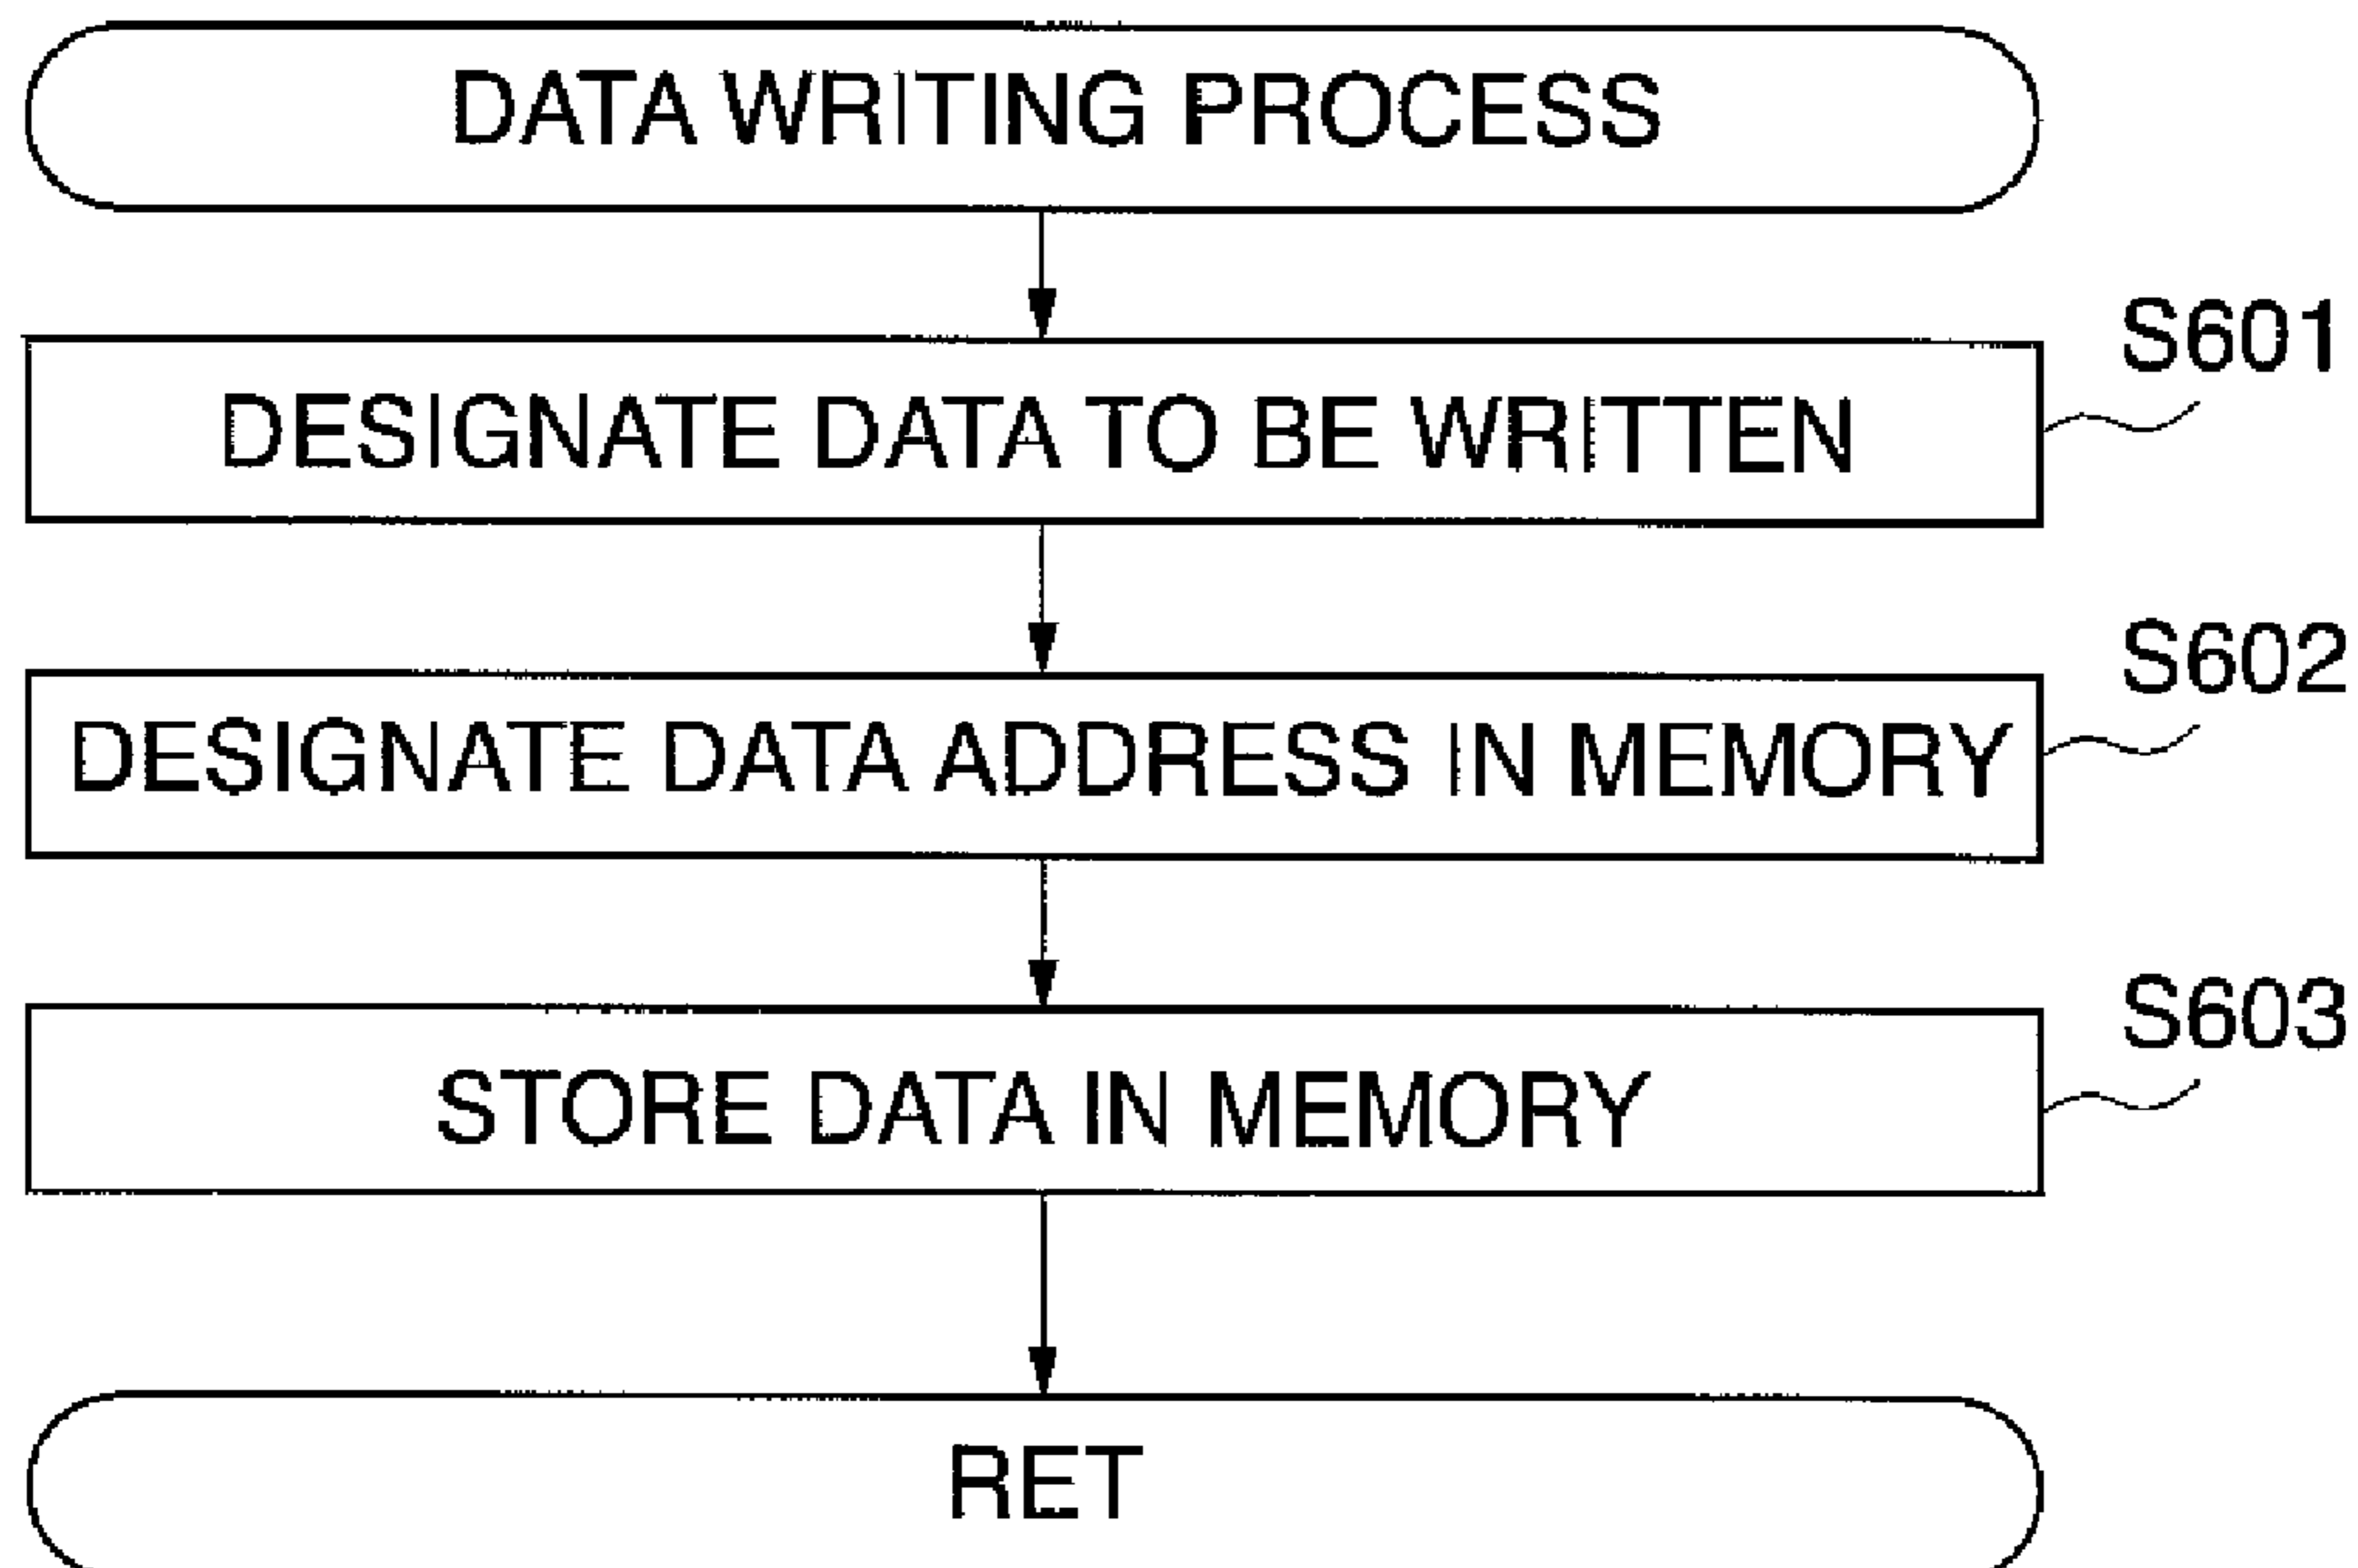 DATA WRITING PROCESS
S601
DESIGNATE DATA TO BE WRITTEN
S602
DESIGNATE DATA ADDRESS IN MEMORY
S603
STORE DATA IN MEMORY
RET